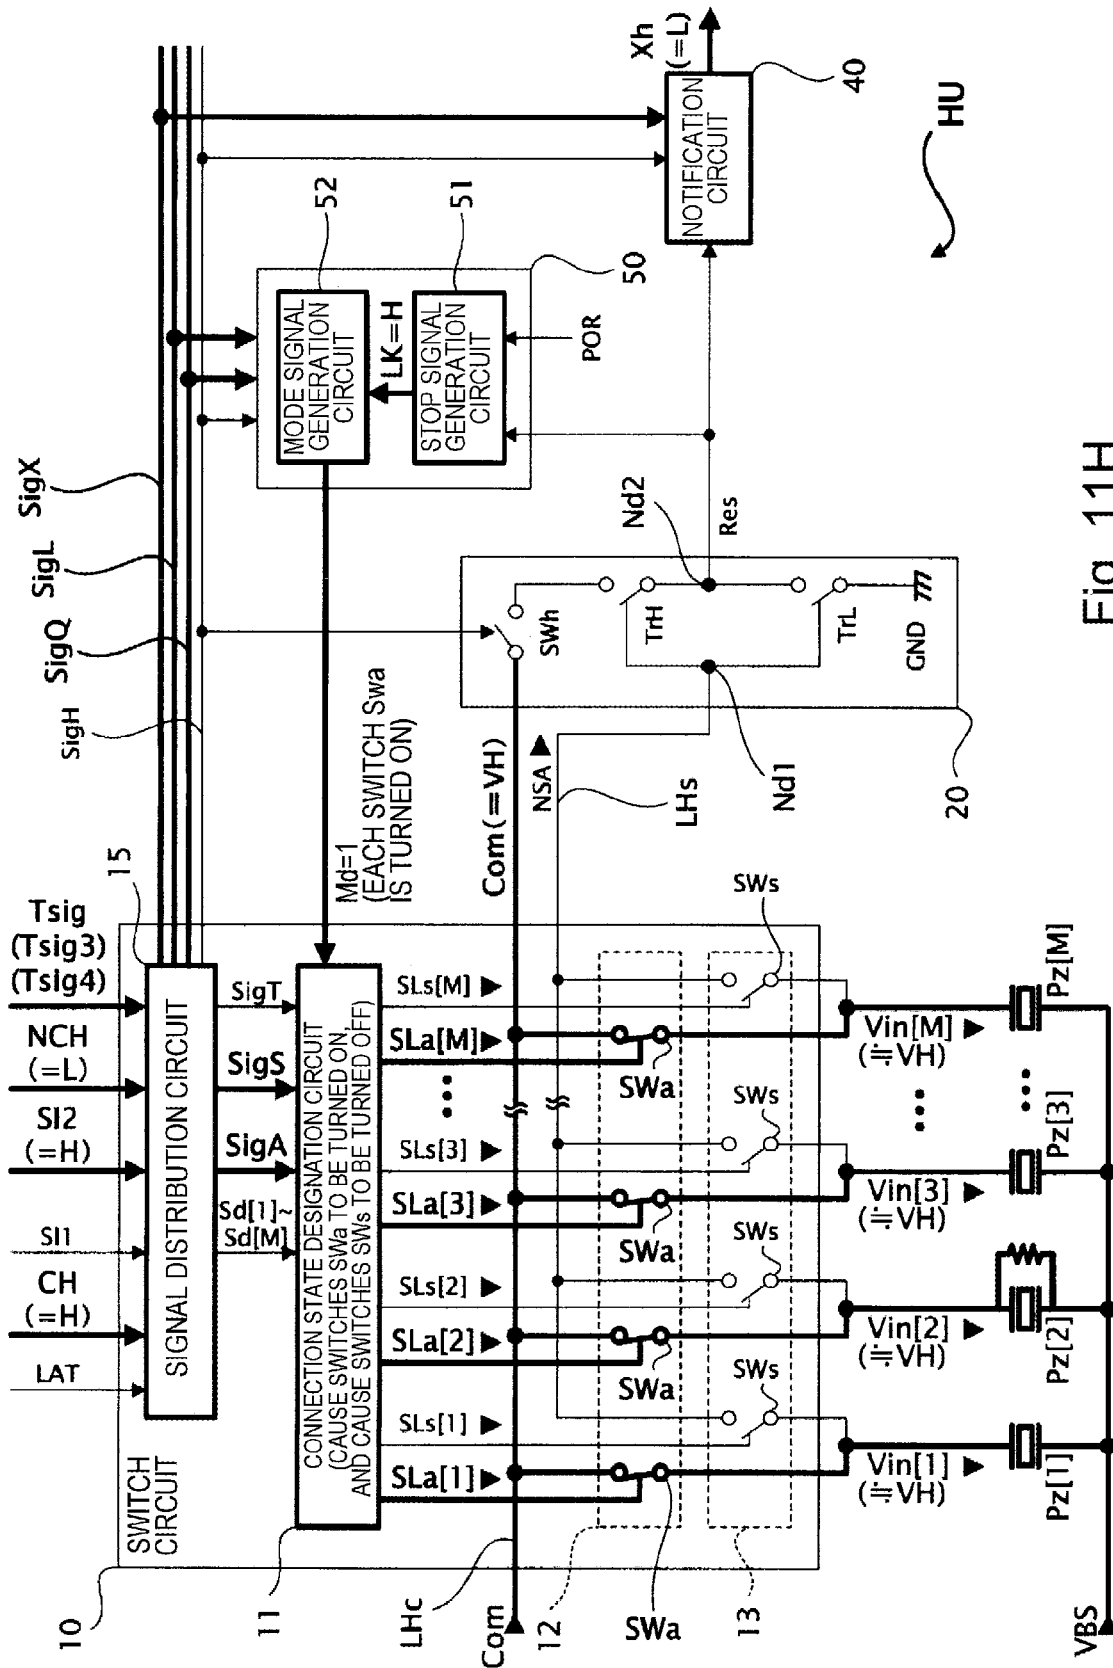 Fig. 11H
HU
SWITCH
CIRCUIT
10
LAT
CH
(=H)
SI1
SI2
(=H)
NCH
(=L)
Tsig
(Tsig3)
(Tsig4)
15
SIGNAL DISTRIBUTION CIRCUIT
SigH
SigQ
SigL
SigX
Sd[1]~
Sd[M]
SigA
SigS
SigT
11
CONNECTION STATE DESIGNATION CIRCUIT
(CAUSE SWITCHES SWa TO BE TURNED ON,
AND CAUSE SWITCHES SWs TO BE TURNED OFF)
Md=1
(EACH SWITCH Swa
IS TURNED ON)
MODE SIGNAL
GENERATION
CIRCUIT
52
LK=H
STOP SIGNAL
GENERATION
CIRCUIT
51
50
POR
Xh
(=L)
NOTIFICATION
CIRCUIT
40
LHc
Com
SLa[1]
SLs[1]
SLa[2]
SLs[2]
SLa[3]
SLs[3]
•••
SLa[M]
SLs[M]
Com(=VH)
NSA
LHs
Nd1
20
SWh
TrH
Nd2
TrL
GND
Res
12
SWa
SWa
SWa
SWa
13
SWs
SWs
SWs
SWs
Vin[1]
(≒VH)
Vin[2]
(≒VH)
Vin[3]
(≒VH)
•••
Vin[M]
(≒VH)
Pz[1]
Pz[2]
Pz[3]
•••
Pz[M]
VBS